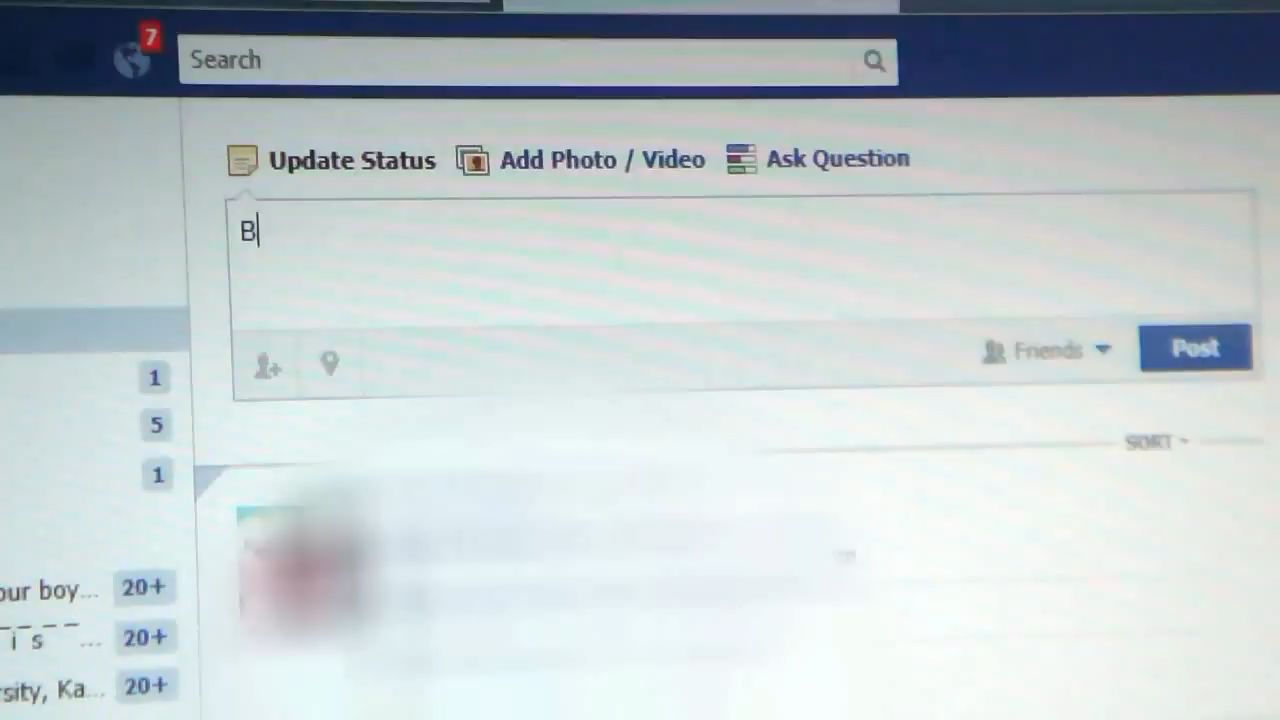 7
Search
Update Status Add Photo / Video Ask Question
B
Friends Post
SORT
1
5
1
our boy... 20+
i s ... 20+
rsity, Ka... 20+